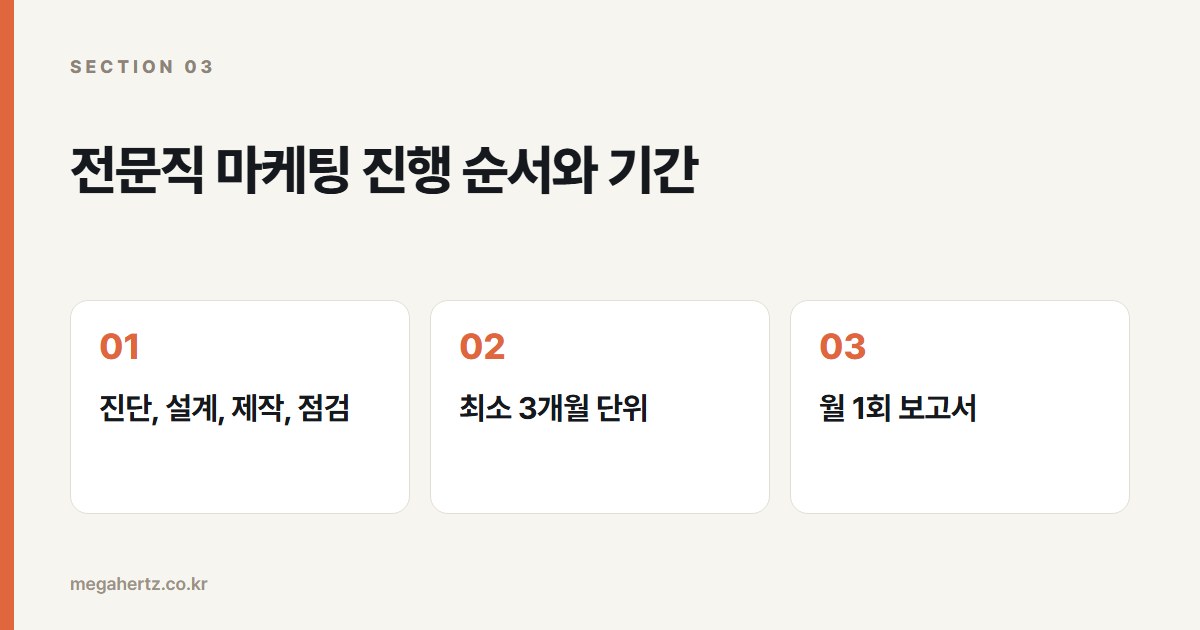 SECTION 03
전문직 마케팅 진행 순서와 기간
01
진단, 설계, 제작, 점검
02
최소 3개월 단위
03
월 1회 보고서
megahertz.co.kr